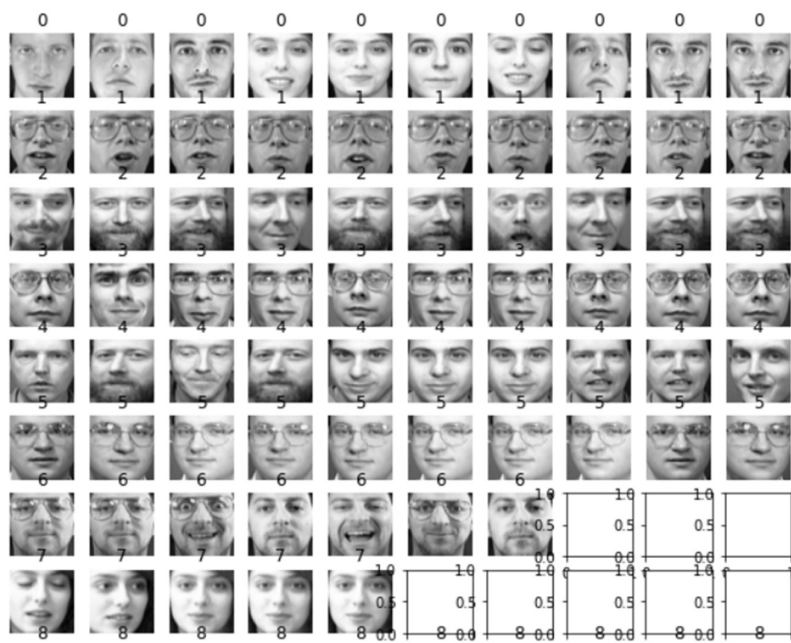 0 0 0 0 0 0 0 0 0 0
1 1 1 1 1 1 1 1 1 1
2 2 2 2 2 2 2 2 2 2
3 3 3 3 3 3 3 3 3 3
4 4 4 4 4 4 4 4 4 4
5 5 5 5 5 5 5 5 5 5
6 6 6 6 6 6 6
1.0 1.0 1.0
0.5 0.5 0.5
7 7 7 7 7 0.0 0.0 0.0
1.0 1.0 1.0 1.0 1.0
0.5 0.5 0.5 0.5 0.5
8 8 8 8 8 0.0 8 0.0 8 0.0 8 0.0 8 0.0 8